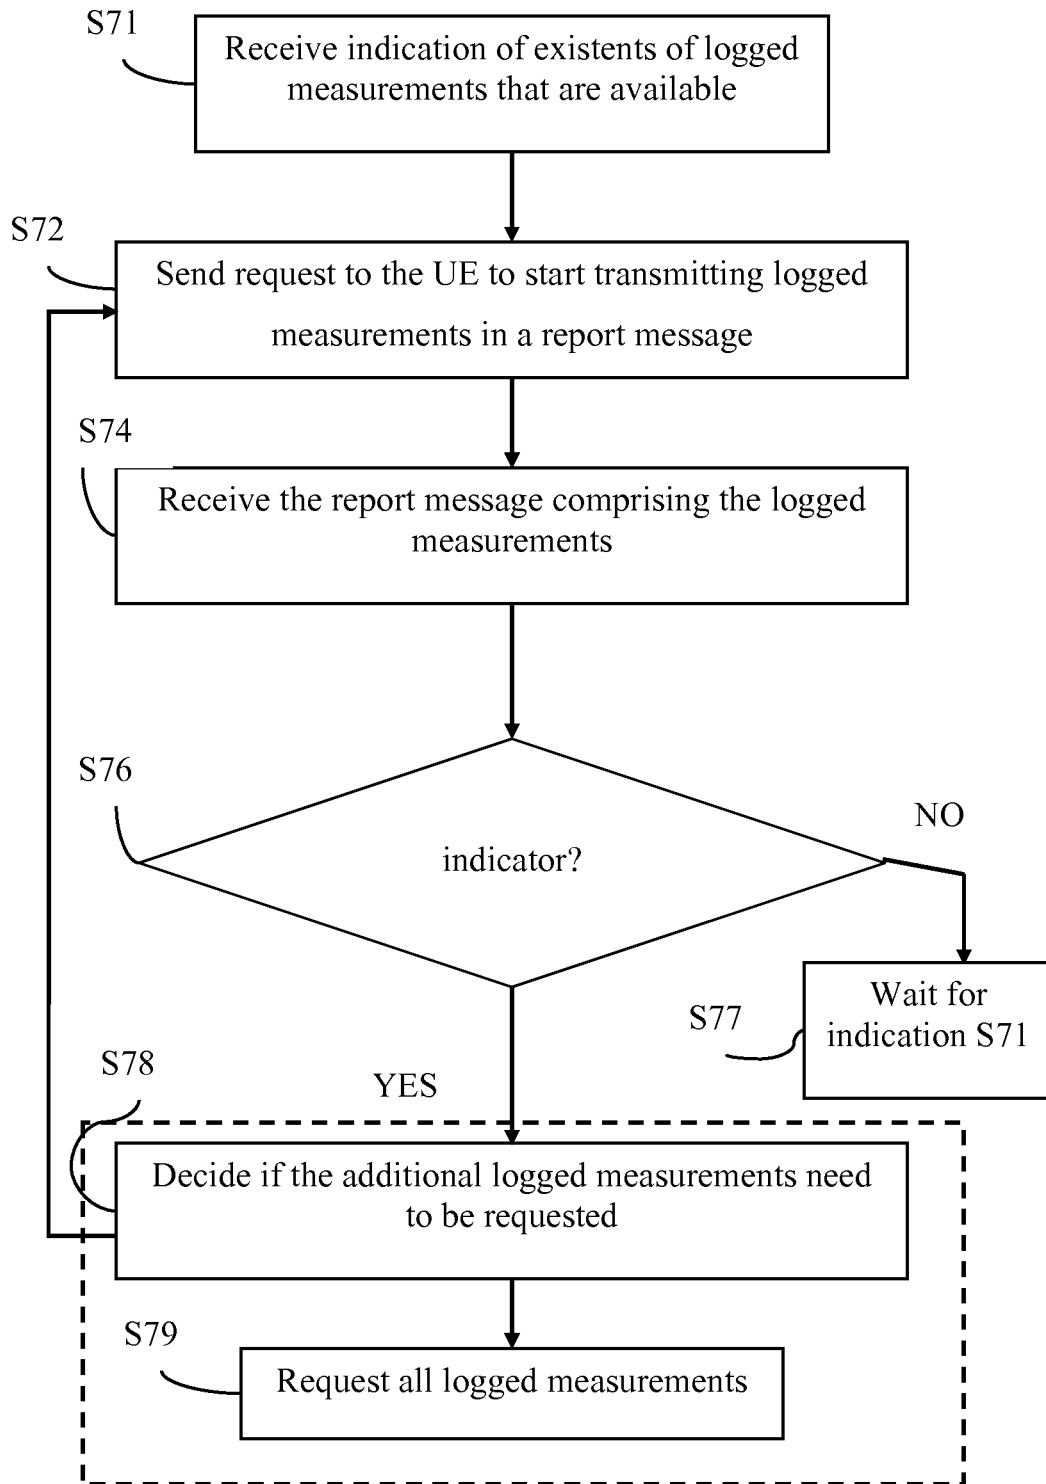 S71
Receive indication of existents of logged
measurements that are available
S72
Send request to the UE to start transmitting logged
measurements in a report message
S74
Receive the report message comprising the logged
measurements
S76
indicator?
NO
Wait for
indication S71
S77
YES
S78
Decide if the additional logged measurements need
to be requested
S79
Request all logged measurements